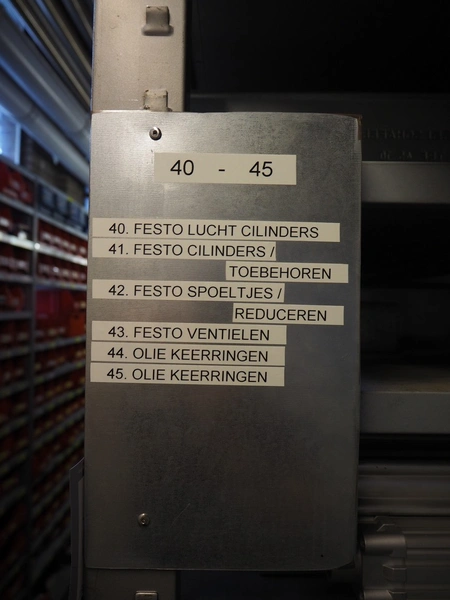 40 - 45
40. FESTO LUCHT CILINDERS
41. FESTO CILINDERS /
TOEBEHOREN
42. FESTO SPOELTJES /
REDUCEREN
43. FESTO VENTIELEN
44. OLIE KEERRINGEN
45. OLIE KEERRINGEN